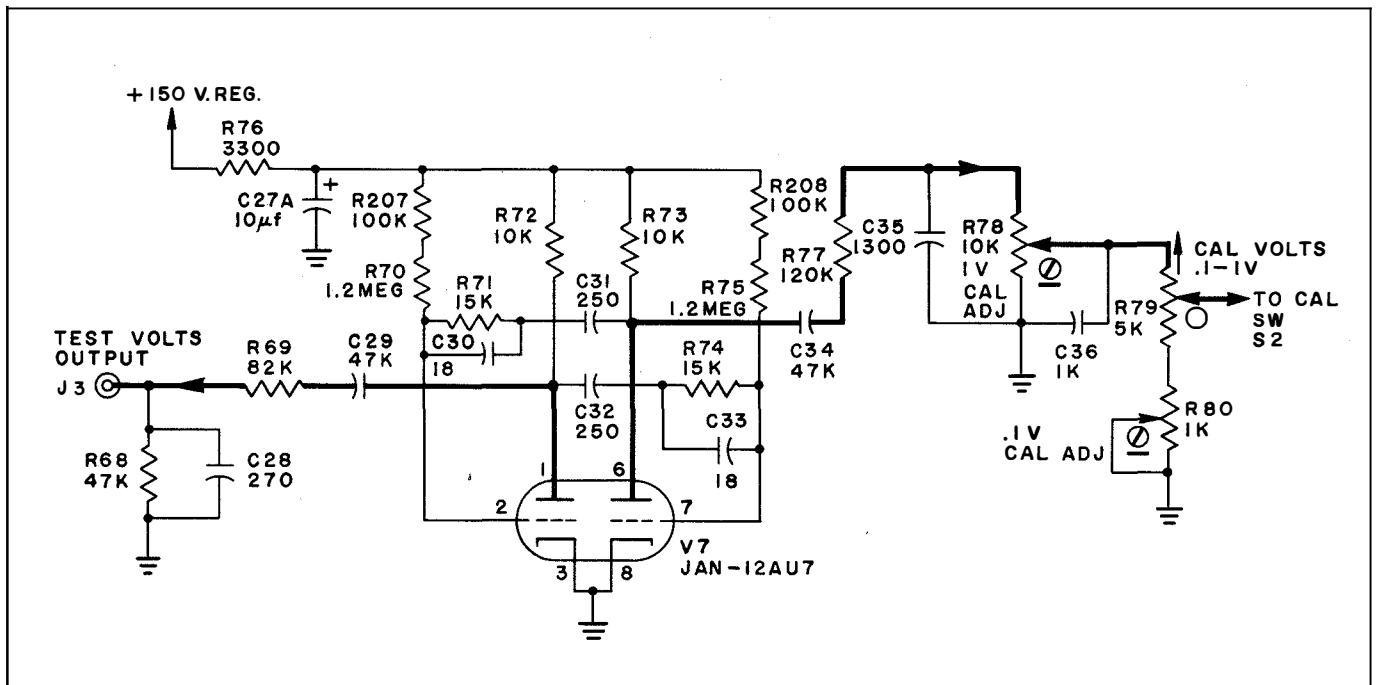 +150 V.REG.
R76
3300
C27A
10µf
+
R207
100K
R70
1.2MEG
R71
15K
C30
18
R72
10K
C31
250
R73
10K
R208
100K
R75
1.2MEG
R77
120K
C35
1300
R78
10K
1V
CAL
ADJ
CAL VOLTS
.1-1V
TO CAL
SW
S2
R79
5K
C36
1K
R80
1K
.1V
CAL ADJ
TEST VOLTS
OUTPUT
J3
R69
82K
C29
47K
C32
250
R74
15K
C33
18
C34
47K
R68
47K
C28
270
1
6
2
7
3
8
V7
JAN-12AU7